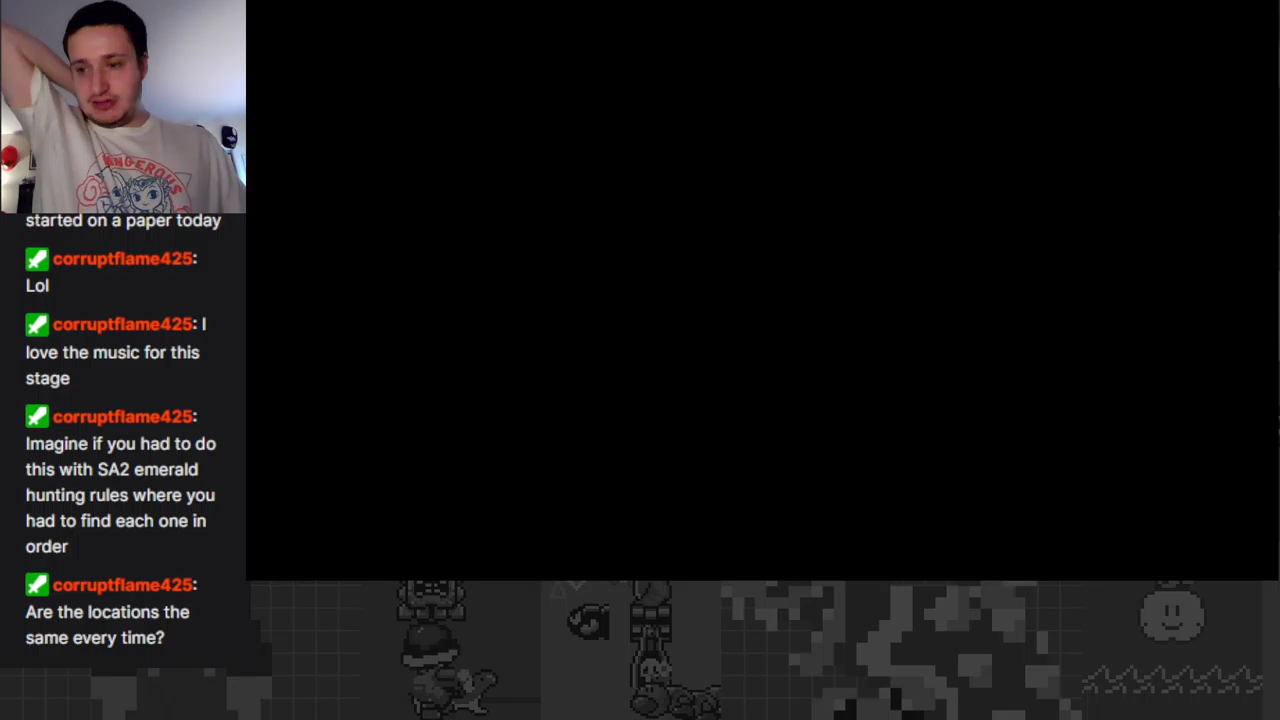 DANGEROUS
started on a paper today
corruptflame425:
Lol
corruptflame425: I
love the music for this
stage
corruptflame425:
Imagine if you had to do
this with SA2 emerald
hunting rules where you
had to find each one in
order
corruptflame425:
Are the locations the
same every time?